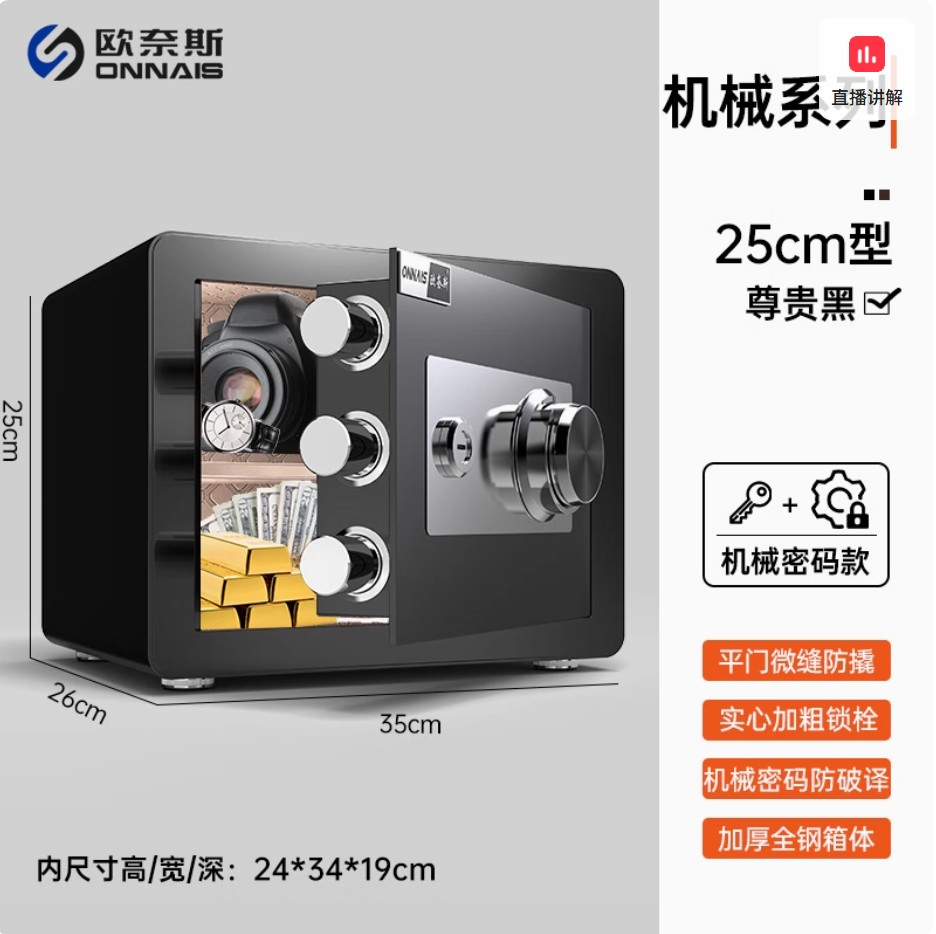 欧奈斯
ONNAIS
直播讲解
机械系列
25cm型
尊贵黑
ONNAIS 欧奈斯
25cm
26cm
35cm
+
机械密码款
平门微缝防撬
实心加粗锁栓
机械密码防破译
加厚全钢箱体
内尺寸高/宽/深：24*34*19cm